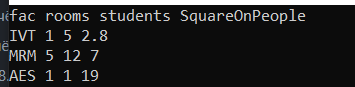 fac rooms students SquareOnPeople
IVT 1 5 2.8
MRM 5 12 7
AES 1 1 19